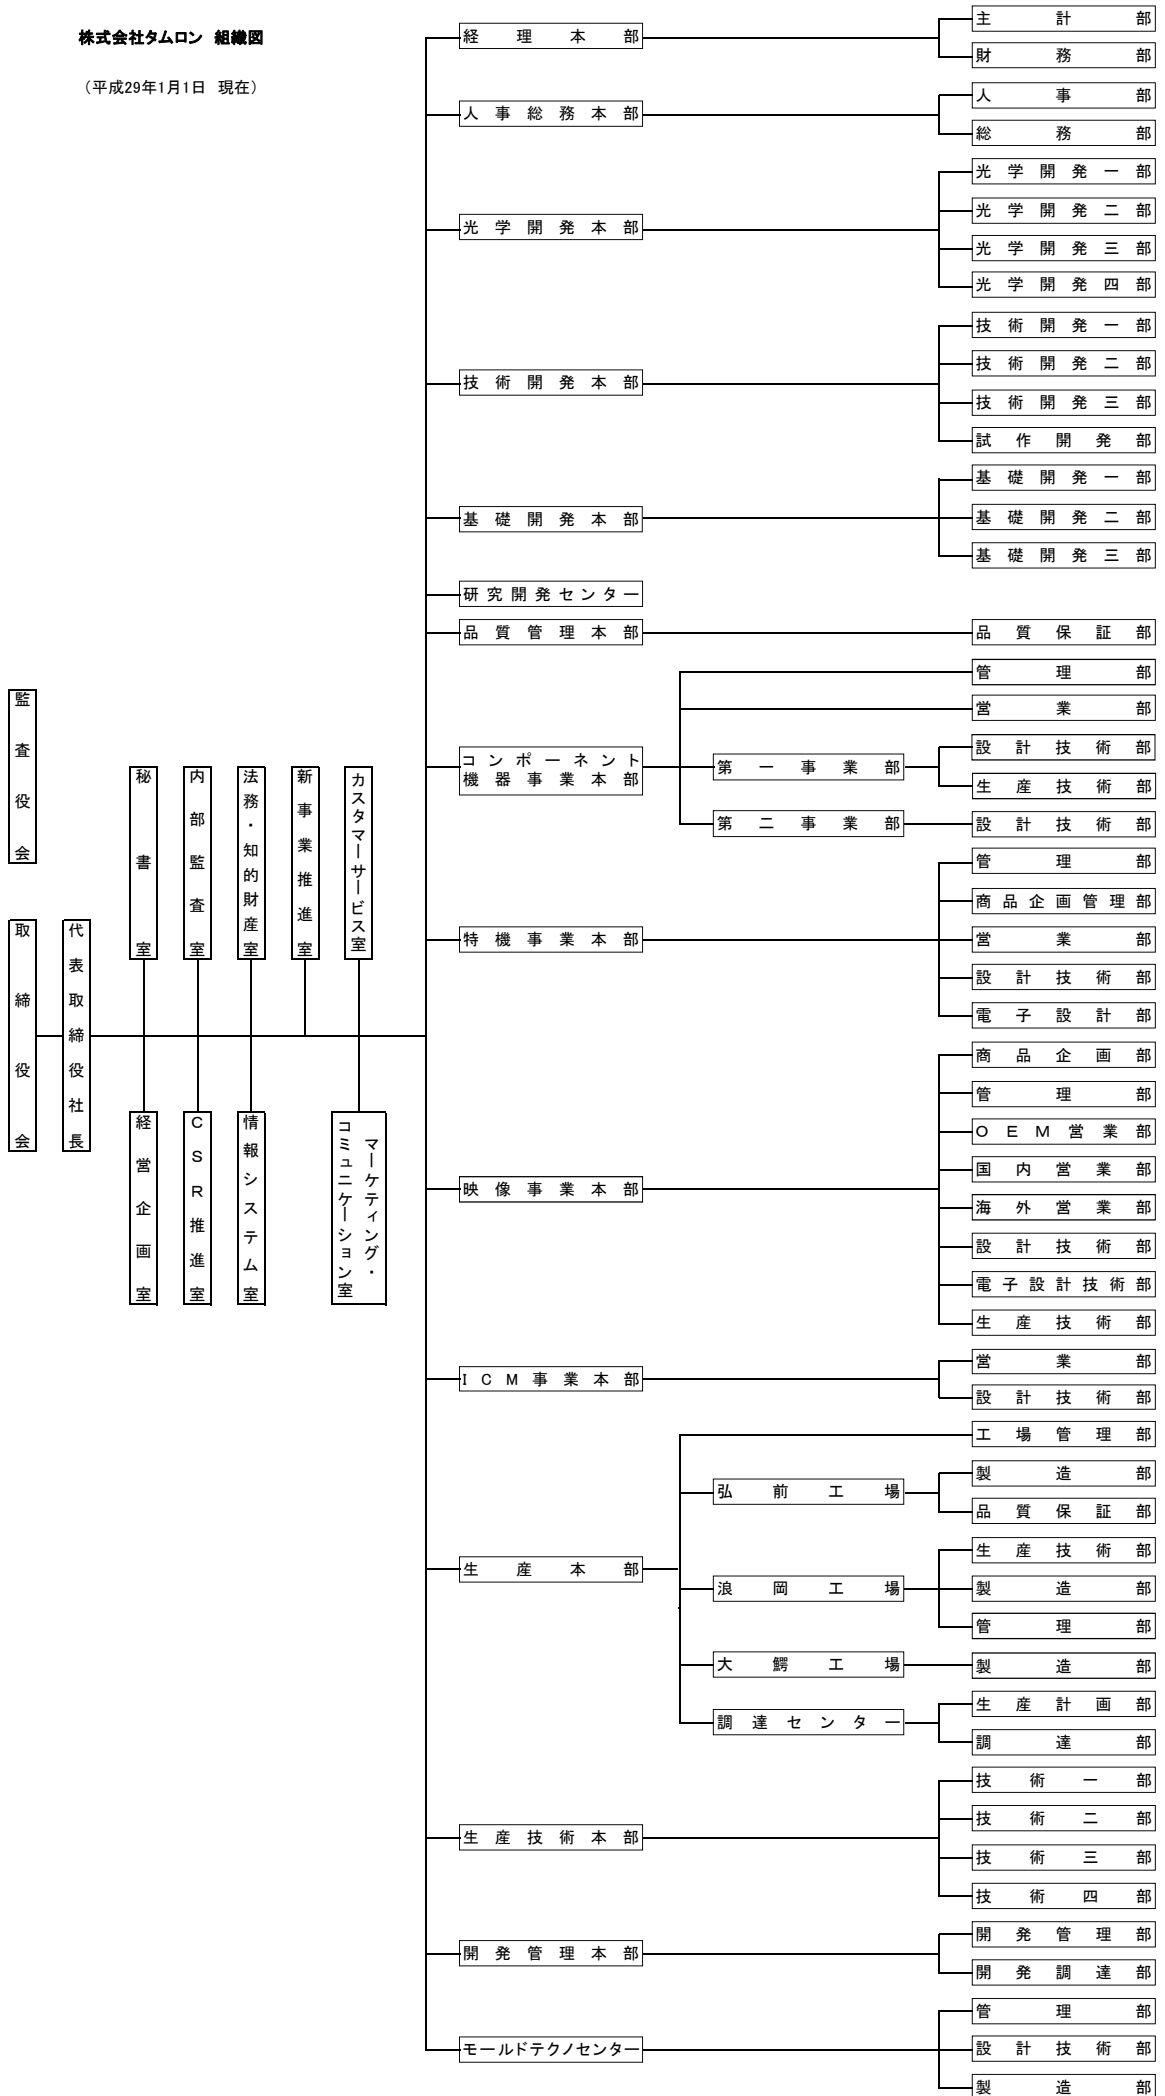 株式会社タムロン 組織図
（平成29年1月1日 現在）
監査役会
取締役会
代表取締役社長
秘書室
内部監査室
法務・知的財産室
新事業推進室
カスタマーサービス室
経営企画室
CSR推進室
情報システム室
マーケティング・
コミュニケーション室
経理本部
主計部
財務部
人事総務本部
人事部
総務部
光学開発本部
光学開発一部
光学開発二部
光学開発三部
光学開発四部
技術開発本部
技術開発一部
技術開発二部
技術開発三部
試作開発部
基礎開発本部
基礎開発一部
基礎開発二部
基礎開発三部
研究開発センター
品質管理本部
品質保証部
コンポーネント
機器事業本部
管理部
営業部
第一事業部
設計技術部
生産技術部
第二事業部
設計技術部
特機事業本部
管理部
商品企画管理部
営業部
設計技術部
電子設計部
映像事業本部
商品企画部
管理部
OEM営業部
国内営業部
海外営業部
設計技術部
電子設計技術部
生産技術部
ICM事業本部
営業部
設計技術部
生産本部
工場管理部
弘前工場
製造部
品質保証部
浪岡工場
生産技術部
製造部
管理部
大鰐工場
製造部
調達センター
生産計画部
調達部
生産技術本部
技術一部
技術二部
技術三部
技術四部
開発管理本部
開発管理部
開発調達部
モールドテクノセンター
管理部
設計技術部
製造部